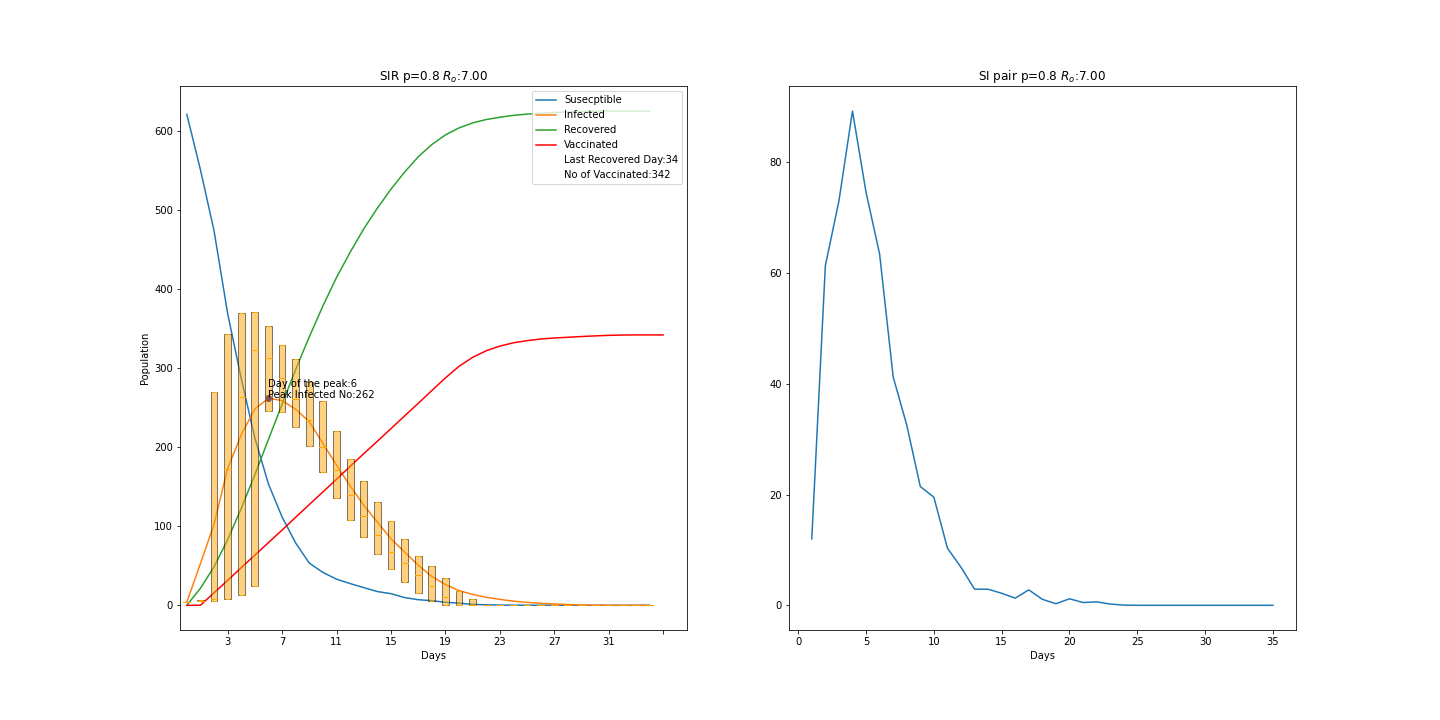 SIR p=0.8 Rₒ:7.00
Susecptible
Infected
Recovered
Vaccinated
Last Recovered Day:34
No of Vaccinated:342
Day of the peak:6
Peak Infected No:262
Population
600
500
400
300
200
100
0
3 7 11 15 19 23 27 31
Days
SI pair p=0.8 Rₒ:7.00
80
60
40
20
0
0 5 10 15 20 25 30 35
Days